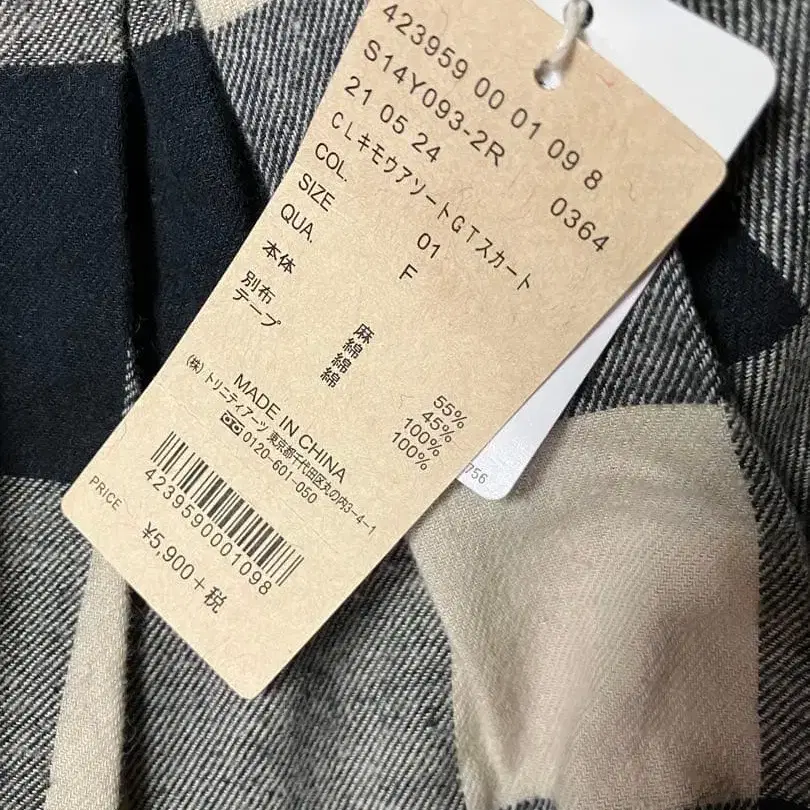 423959 00 01 09 8
S14Y093-2R 0364
21 05 24
CLキモウアソートGTスカート
COL. 01
SIZE F
QUA.
本体 麻 55%
綿 45%
別布 綿 100%
テープ 綿 100%
MADE IN CHINA
(株)トリニティアーツ 東京都千代田区丸の内3-4-1
0120-601-050
4239590001098
PRICE ¥5,900+税
756